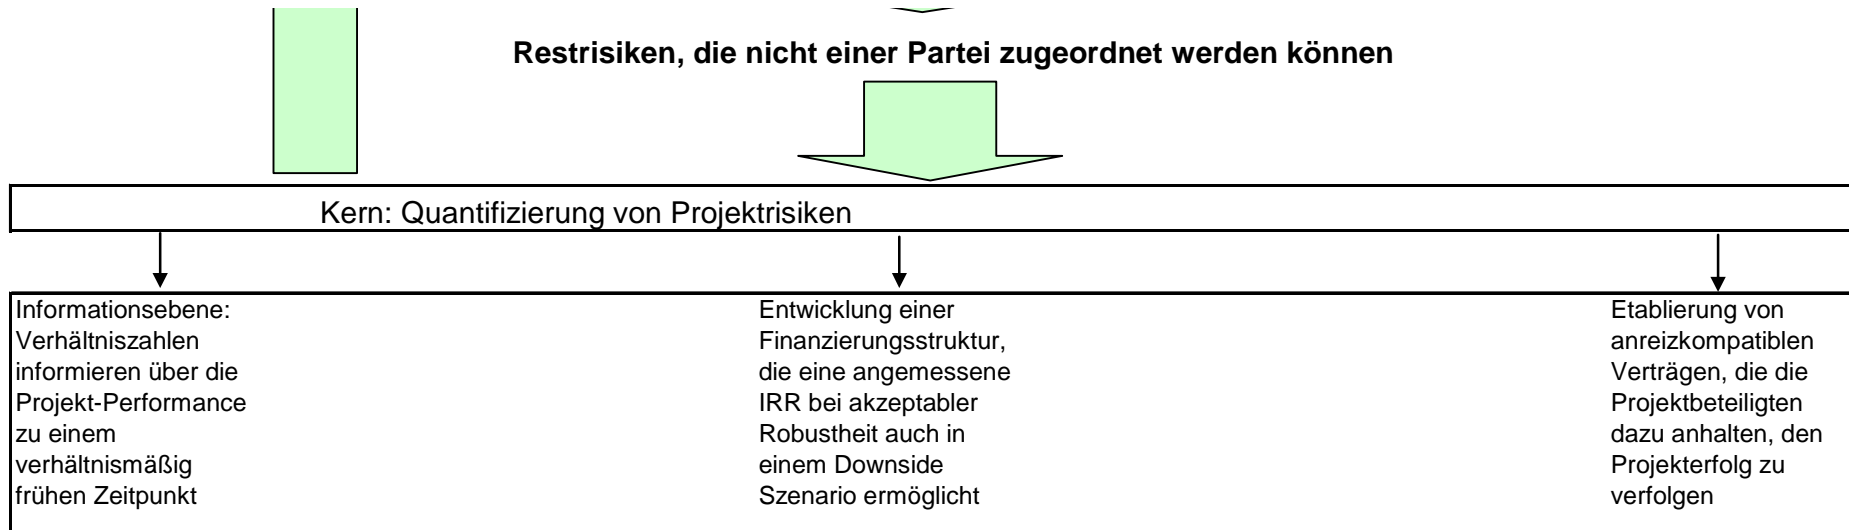 Restrisiken, die nicht einer Partei zugeordnet werden können
Kern: Quantifizierung von Projektrisiken
Informationsebene:
Verhältniszahlen
informieren über die
Projekt-Performance
zu einem
verhältnismäßig
frühen Zeitpunkt
Entwicklung einer
Finanzierungsstruktur,
die eine angemessene
IRR bei akzeptabler
Robustheit auch in
einem Downside
Szenario ermöglicht
Etablierung von
anreizkompatiblen
Verträgen, die die
Projektbeteiligten
dazu anhalten, den
Projekterfolg zu
verfolgen